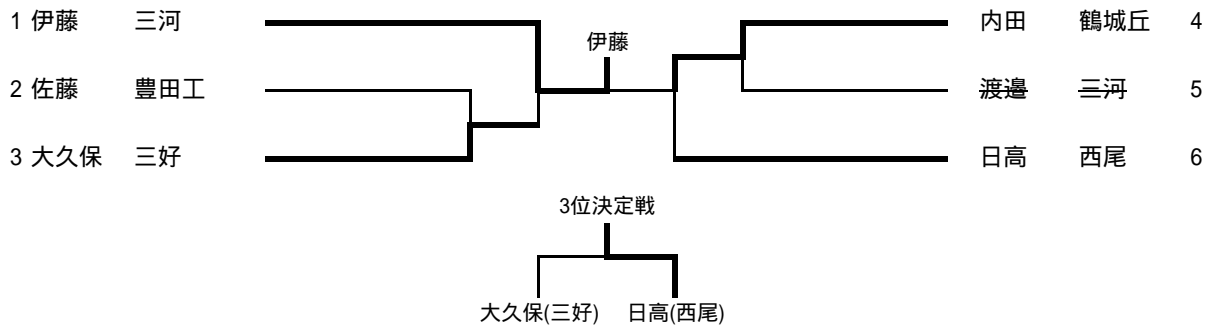 1 伊藤 三河 内田 鶴城丘 4
伊藤
2 佐藤 豊田工 渡邉 三河 5
3 大久保 三好 日高 西尾 6
3位決定戦
大久保(三好) 日高(西尾)